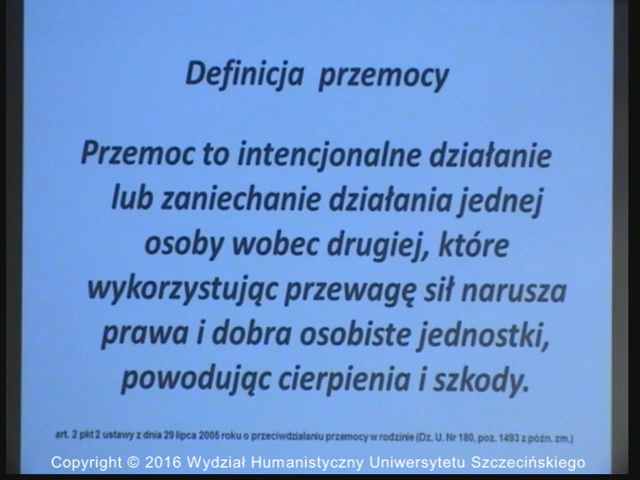 Definicja przemocy
Przemoc to intencjonalne działanie
lub zaniechanie działania jednej
osoby wobec drugiej, które
wykorzystując przewagę sił narusza
prawa i dobra osobiste jednostki,
powodując cierpienia i szkody.
art. 2 pkt 2 ustawy z dnia 29 lipca 2005 roku o przeciwdziałaniu przemocy w rodzinie (Dz. U. Nr 180, poz. 1493 z późn. zm.)
Copyright © 2016 Wydział Humanistyczny Uniwersytetu Szczecińskiego